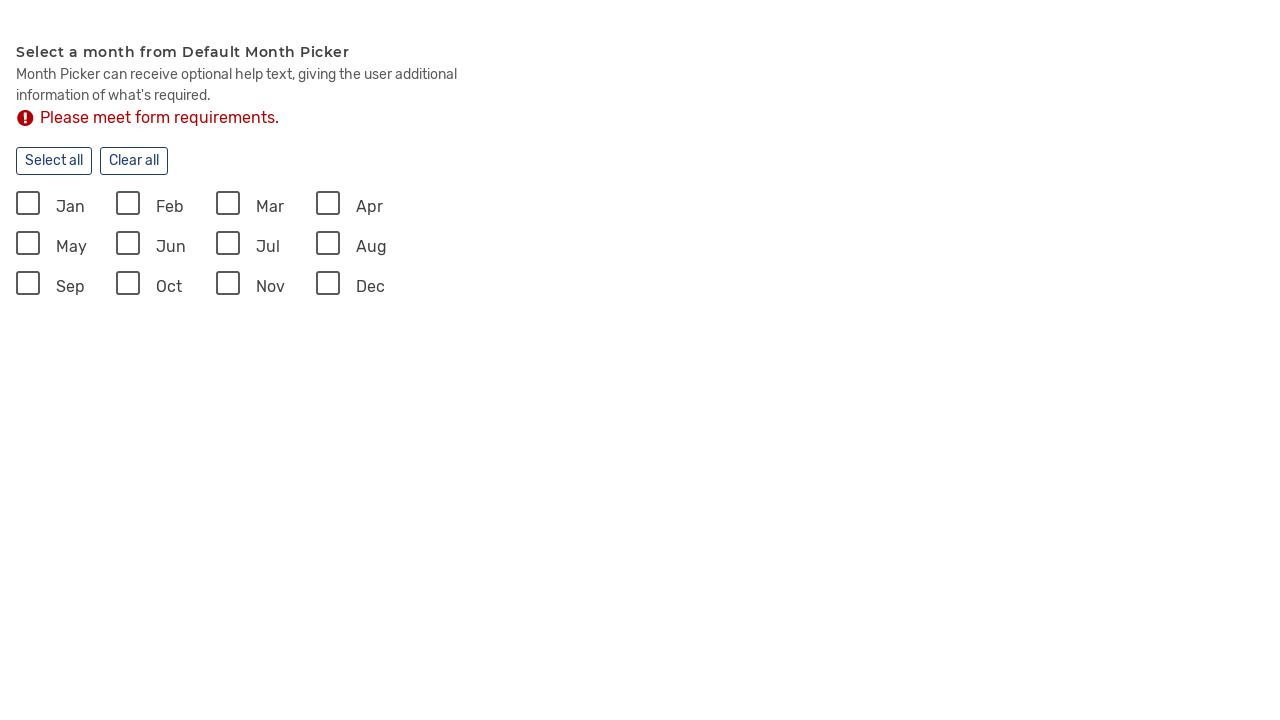 Select a month from Default Month Picker
Month Picker can receive optional help text, giving the user additional
information of what's required.
Please meet form requirements.
Select all Clear all
Jan Feb Mar Apr
May Jun Jul Aug
Sep Oct Nov Dec